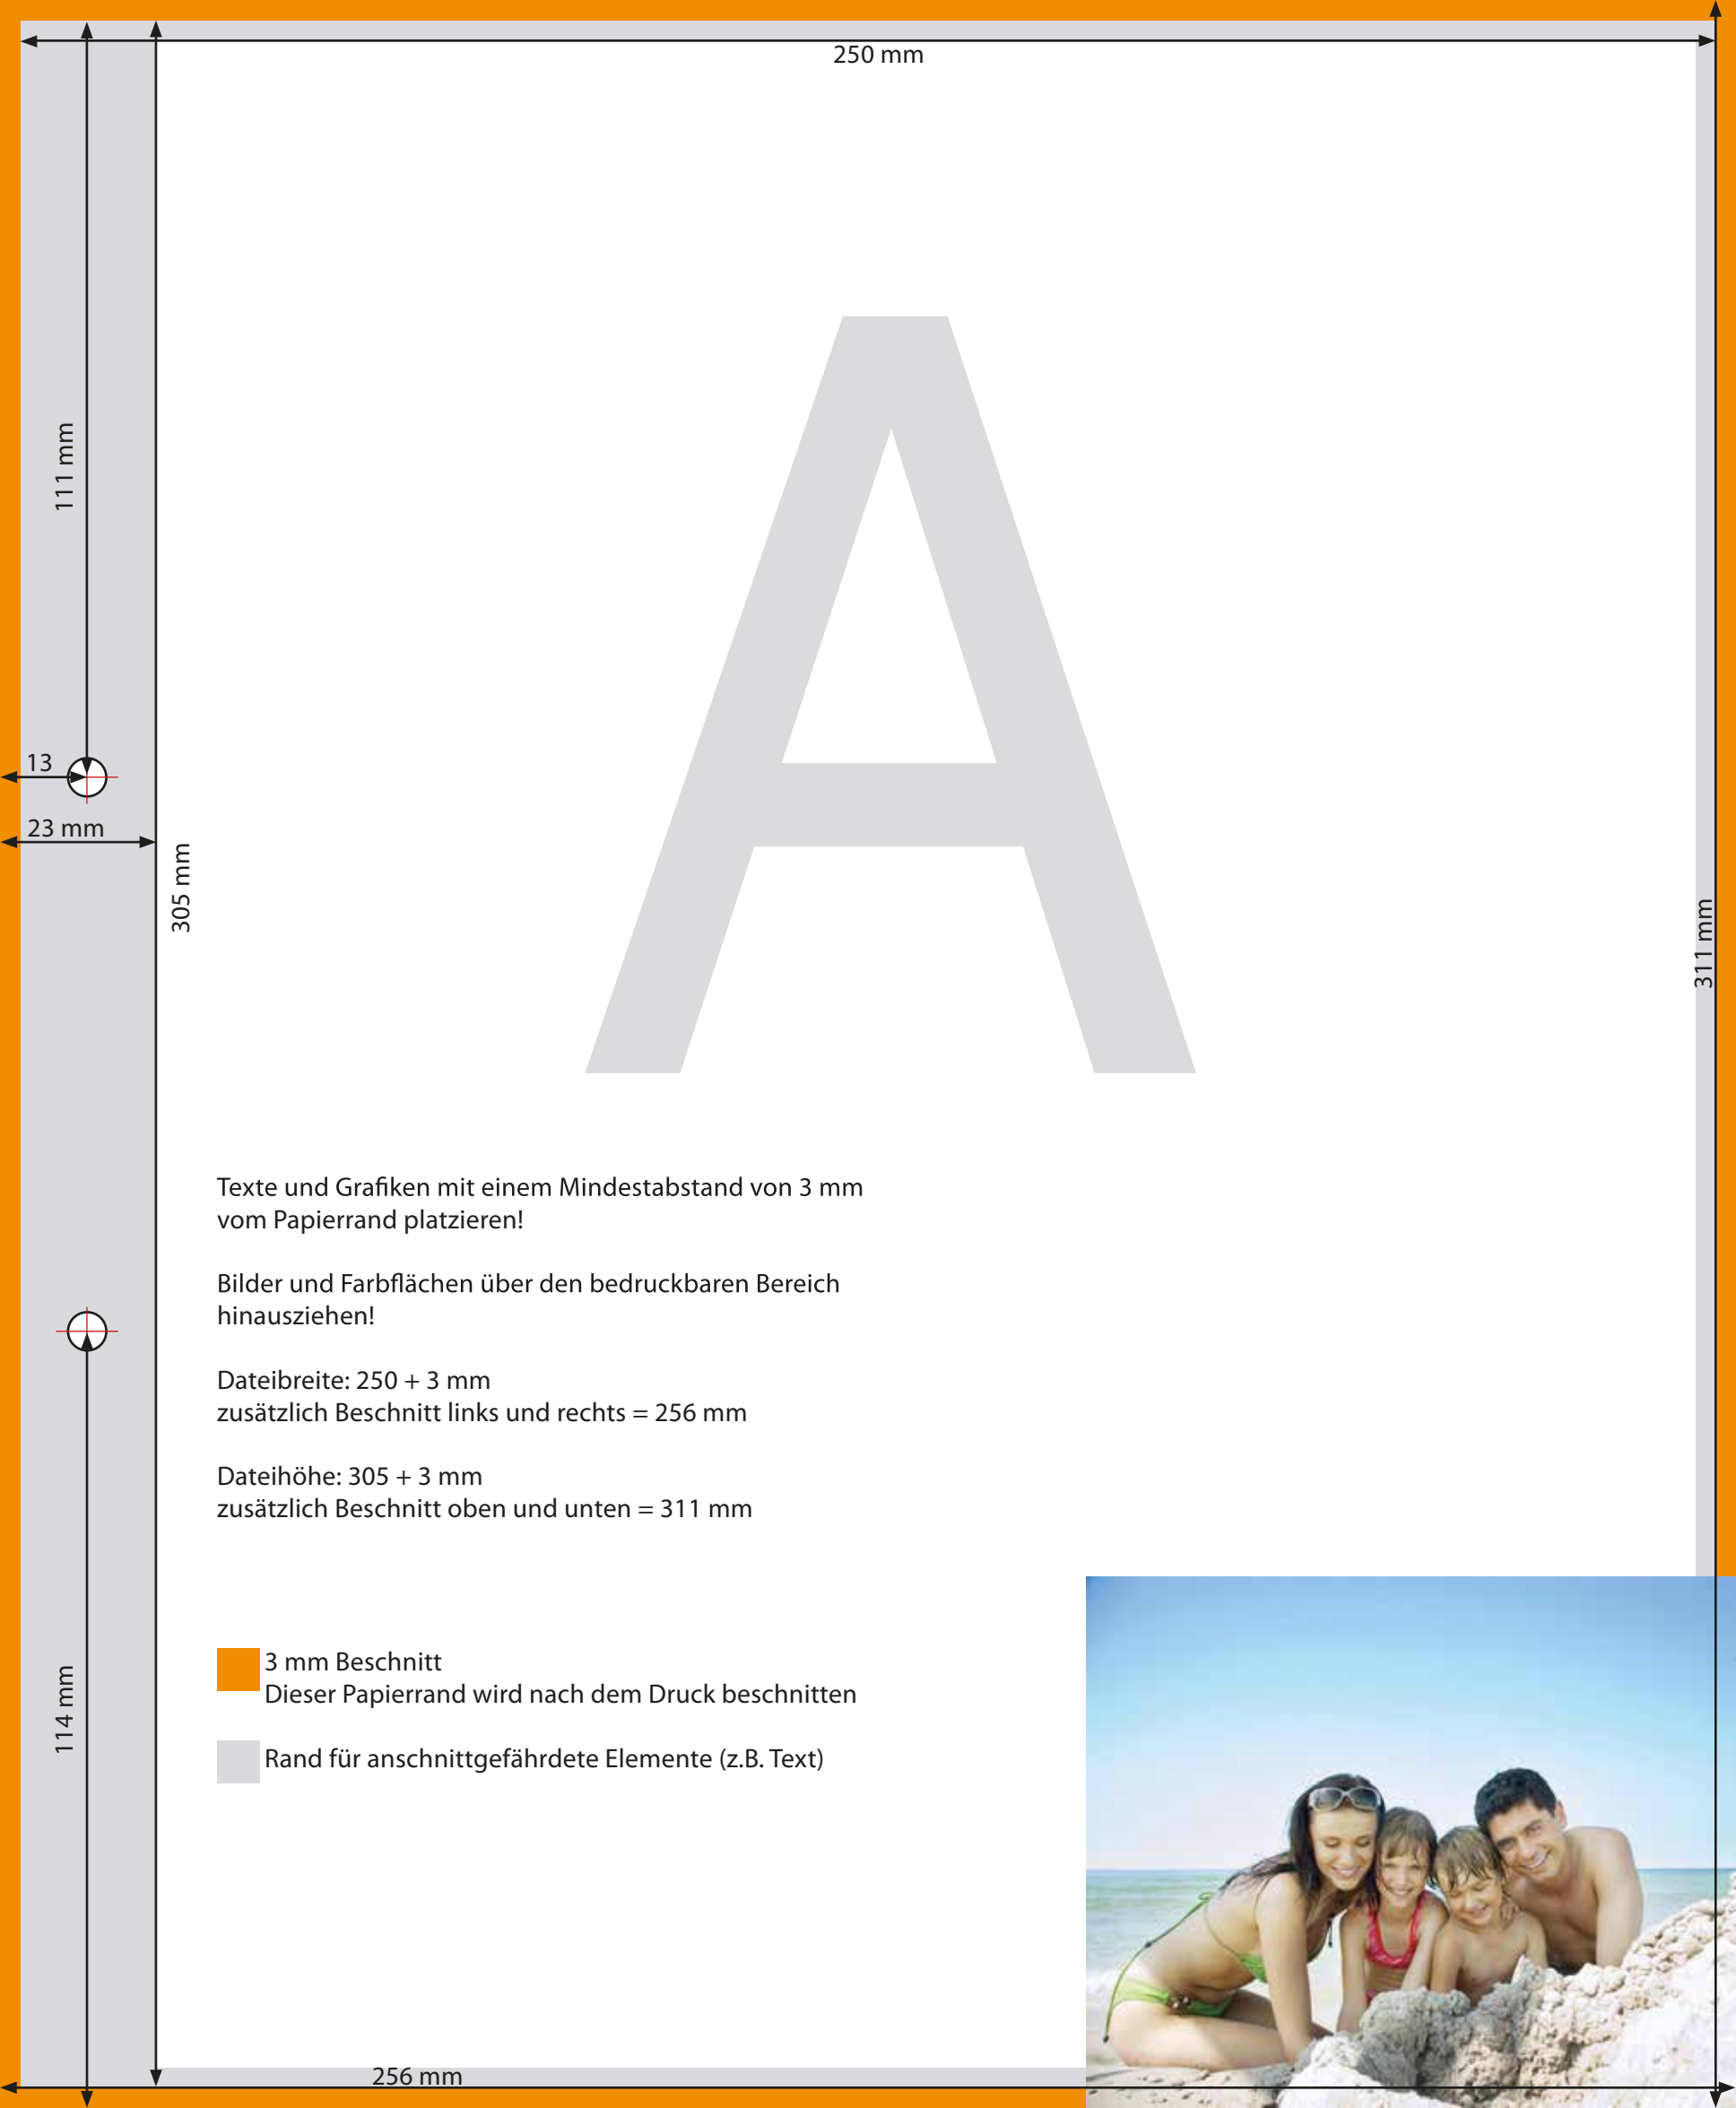 250 mm
A
111 mm
13
23 mm
305 mm
311 mm
Texte und Grafiken mit einem Mindestabstand von 3 mm
vom Papierrand platzieren!
Bilder und Farbflächen über den bedruckbaren Bereich
hinausziehen!
Dateibreite: 250 + 3 mm
zusätzlich Beschnitt links und rechts = 256 mm
Dateihöhe: 305 + 3 mm
zusätzlich Beschnitt oben und unten = 311 mm
3 mm Beschnitt
Dieser Papierrand wird nach dem Druck beschnitten
114 mm
Rand für anschnittgefährdete Elemente (z.B. Text)
256 mm